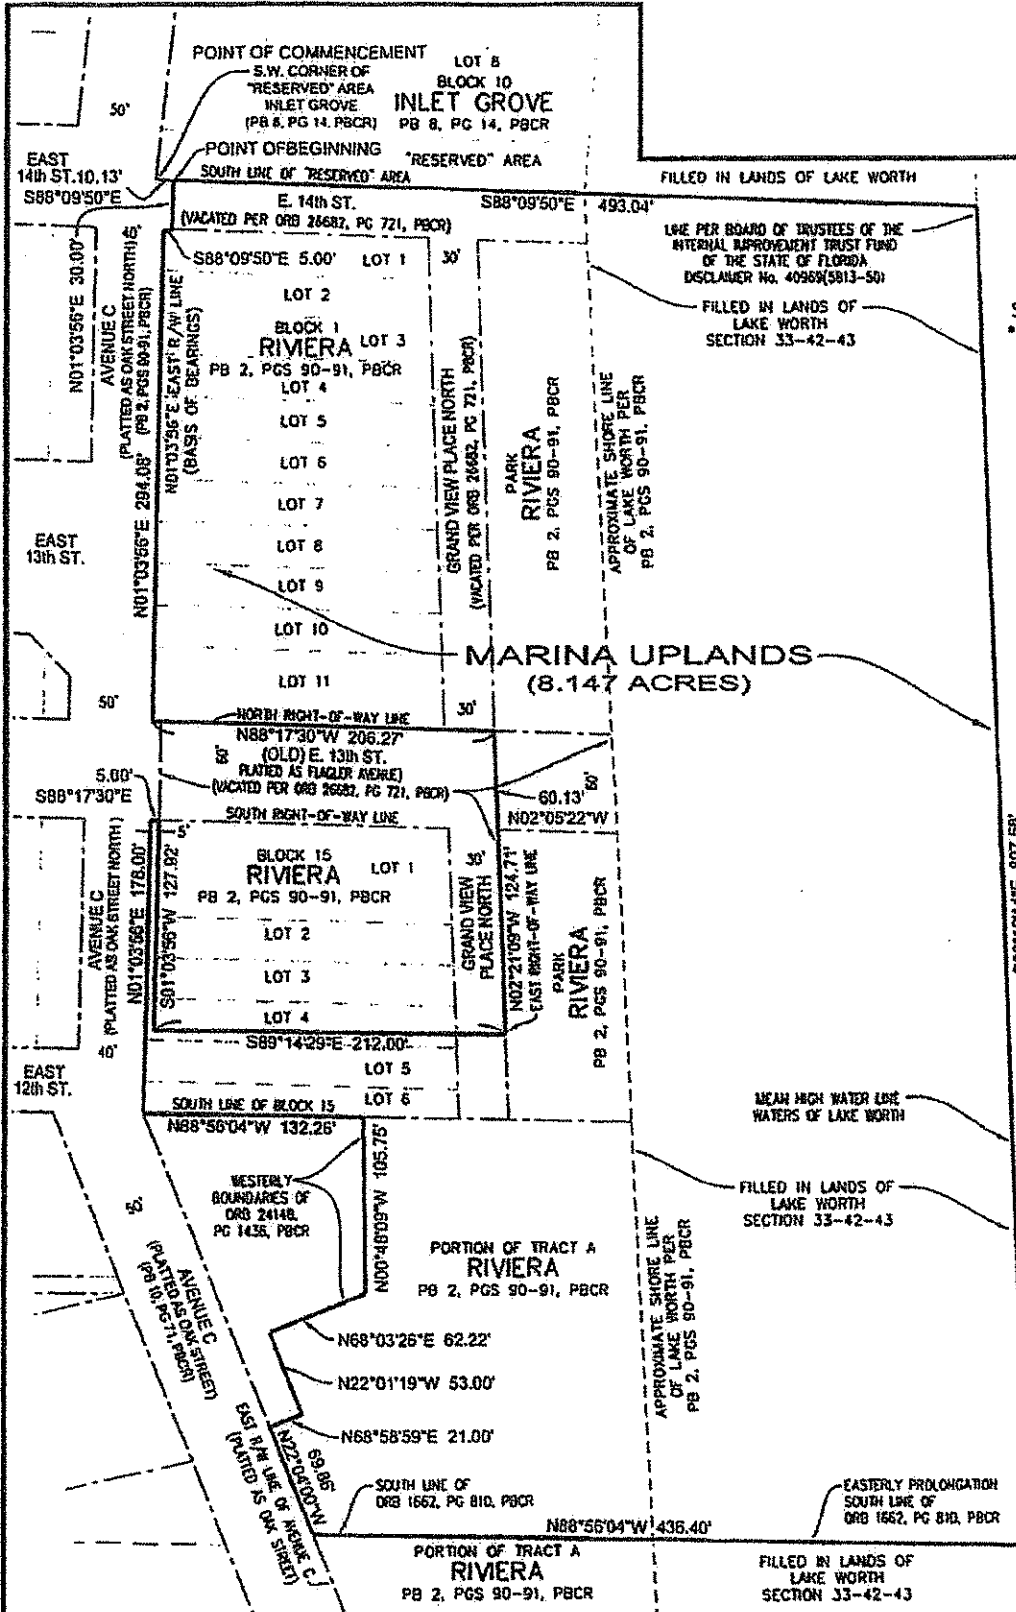 POINT OF COMMENCEMENT
S.W. CORNER OF
"RESERVED" AREA
INLET GROVE
(PB 8, PG 14, PBCR)
LOT 8
BLOCK 10
INLET GROVE
PB 8, PG 14, PBCR
50'
POINT OF BEGINNING
"RESERVED" AREA
SOUTH LINE OF "RESERVED" AREA
EAST
14th ST.
10.13'
S88°09'50"E
FILLED IN LANDS OF LAKE WORTH
E. 14th ST.
(VACATED PER ORB 26682, PG 721, PBCR)
S88°09'50"E 493.04'
LINE PER BOARD OF TRUSTEES OF THE
INTERNAL IMPROVEMENT TRUST FUND
OF THE STATE OF FLORIDA
DISCLAIMER No. 40969(5813-50)
N01°03'56"E 30.00'
AVENUE C
(PLATTED AS OAK STREET NORTH)
(PB 2, PGS 90-91, PBCR)
N01°03'56"E 294.08'
N01°03'56"E EAST R/W LINE
(BASIS OF BEARINGS)
S88°09'50"E 5.00'
LOT 1
30'
LOT 2
BLOCK 1
RIVIERA
LOT 3
PB 2, PGS 90-91, PBCR
LOT 4
LOT 5
LOT 6
LOT 7
LOT 8
LOT 9
LOT 10
LOT 11
GRAND VIEW PLACE NORTH
(VACATED PER ORB 26682, PG 721, PBCR)
PARK
RIVIERA
PB 2, PGS 90-91, PBCR
APPROXIMATE SHORE LINE
OF LAKE WORTH PER
PB 2, PGS 90-91, PBCR
FILLED IN LANDS OF
LAKE WORTH
SECTION 33-42-43
EAST
13th ST.
MARINA UPLANDS
(8.147 ACRES)
50'
30'
NORTH RIGHT-OF-WAY LINE
N88°17'30"W 206.27'
60'
(OLD) E. 13th ST.
PLATTED AS FLAGLER AVENUE)
(VACATED PER ORB 26682, PG 721, PBCR)
5.00'
S88°17'30"E
60.13'
60'
N02°05'22"W
SOUTH RIGHT-OF-WAY LINE
5'
BLOCK 15
RIVIERA
LOT 1
PB 2, PGS 90-91, PBCR
30'
LOT 2
LOT 3
LOT 4
AVENUE C
(PLATTED AS OAK STREET NORTH)
N01°03'56"E 178.00'
S01°03'56"W 127.92'
GRAND VIEW
PLACE NORTH
N02°21'09"W 124.71'
EAST RIGHT-OF-WAY LINE
PARK
RIVIERA
PB 2, PGS 90-91, PBCR
S89°14'29"E 212.00'
40'
LOT 5
LOT 6
EAST
12th ST.
SOUTH LINE OF BLOCK 15
N88°56'04"W 132.26'
MEAN HIGH WATER LINE
WATERS OF LAKE WORTH
WESTERLY
BOUNDARIES OF
ORB 24148,
PG 1436, PBCR
N00°48'09"W 105.75'
FILLED IN LANDS OF
LAKE WORTH
SECTION 33-42-43
PORTION OF TRACT A
RIVIERA
PB 2, PGS 90-91, PBCR
APPROXIMATE SHORE LINE
OF LAKE WORTH PER
PB 2, PGS 90-91, PBCR
AVENUE C
(PLATTED AS OAK STREET)
(PB 10, PG 71, PBCR)
N68°03'26"E 62.22'
N22°01'19"W 53.00'
N68°58'59"E 21.00'
69.86'
N22°04'00"W
EAST R/W LINE OF AVENUE C
(PLATTED AS OAK STREET)
SOUTH LINE OF
ORB 1662, PG 810, PBCR
EASTERLY PROLONGATION
SOUTH LINE OF
ORB 1662, PG 810, PBCR
N88°56'04"W 436.40'
PORTION OF TRACT A
RIVIERA
PB 2, PGS 90-91, PBCR
FILLED IN LANDS OF
LAKE WORTH
SECTION 33-42-43